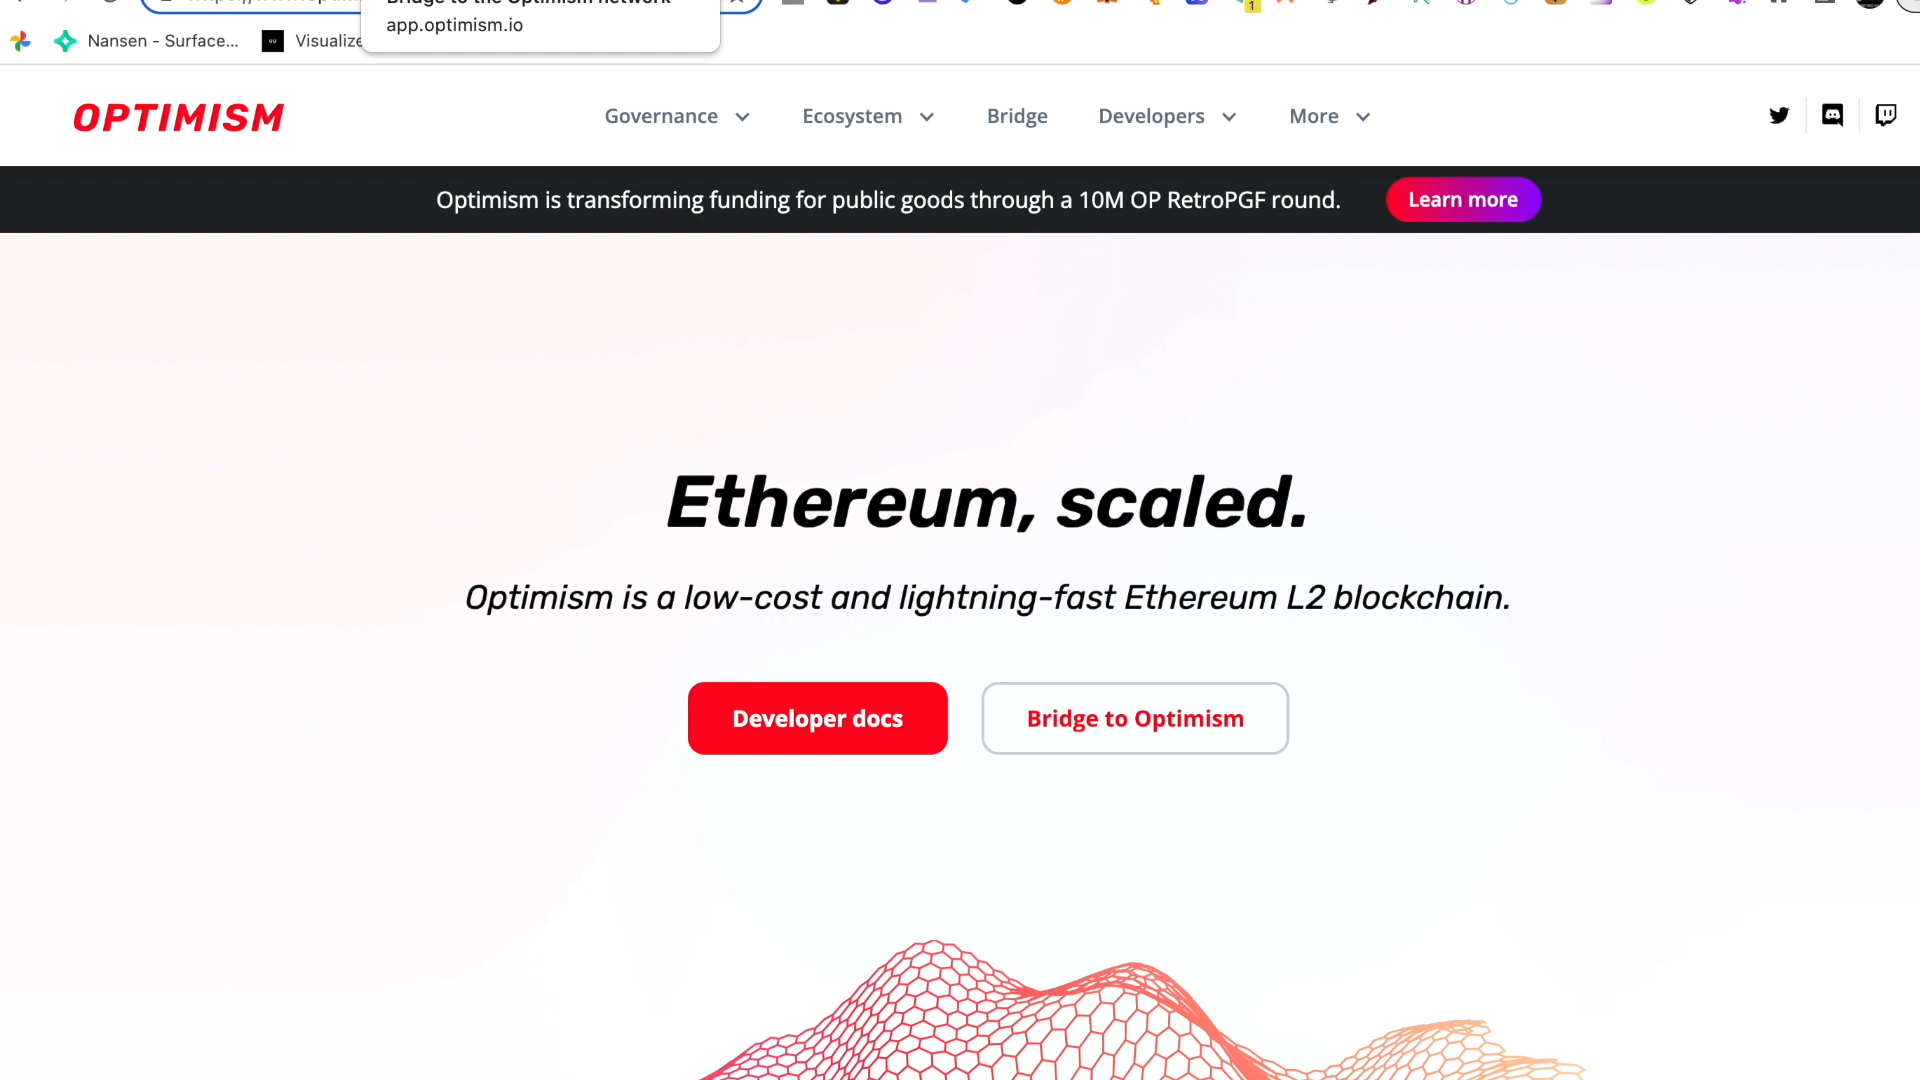 Bridge to the Optimism network
app.optimism.io
Nansen - Surface...
OPTIMISM
Governance
Ecosystem
Bridge
Developers
More
Optimism is transforming funding for public goods through a 10M OP RetroPGF round.
Learn more
Ethereum, scaled.
Optimism is a low-cost and lightning-fast Ethereum L2 blockchain.
Developer docs
Bridge to Optimism